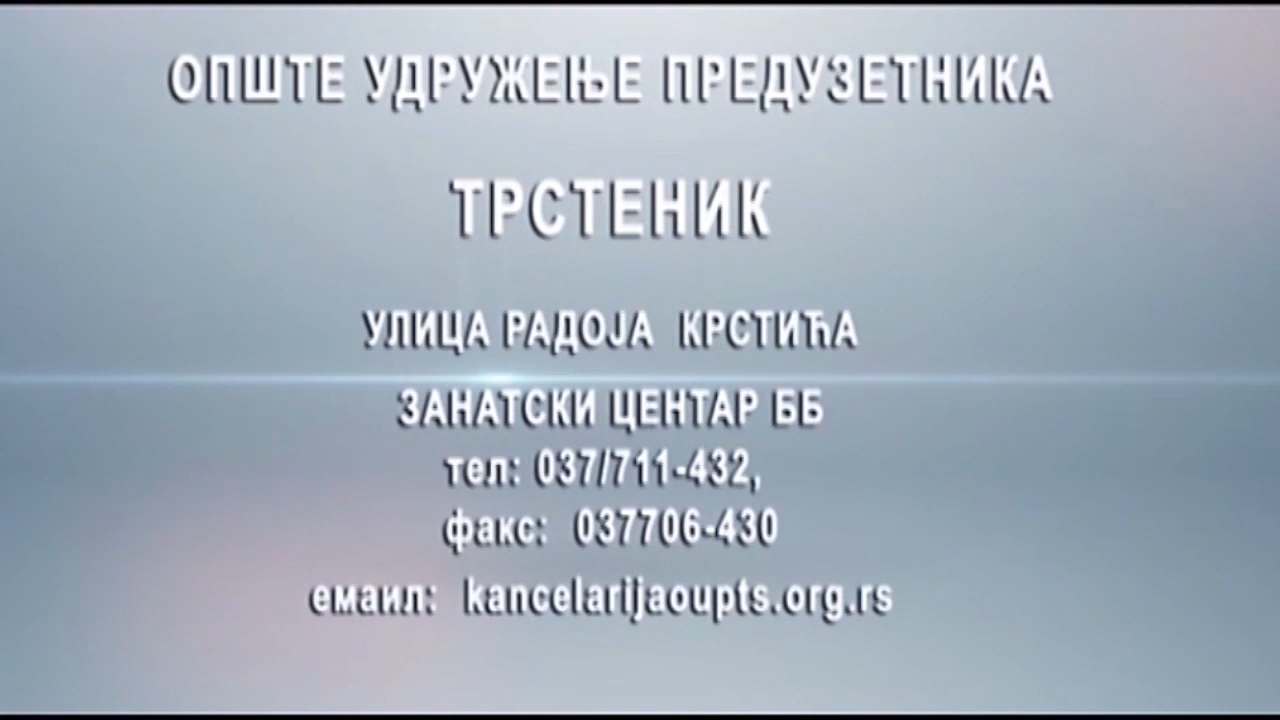 ОПШТЕ УДРУЖЕЊЕ ПРЕДУЗЕТНИКА
ТРСТЕНИК
УЛИЦА РАДОЈА КРСТИЋА
ЗАНАТСКИ ЦЕНТАР ББ
тел: 037/711-432,
факс: 037706-430
емаил: kancelarijaoupts.org.rs